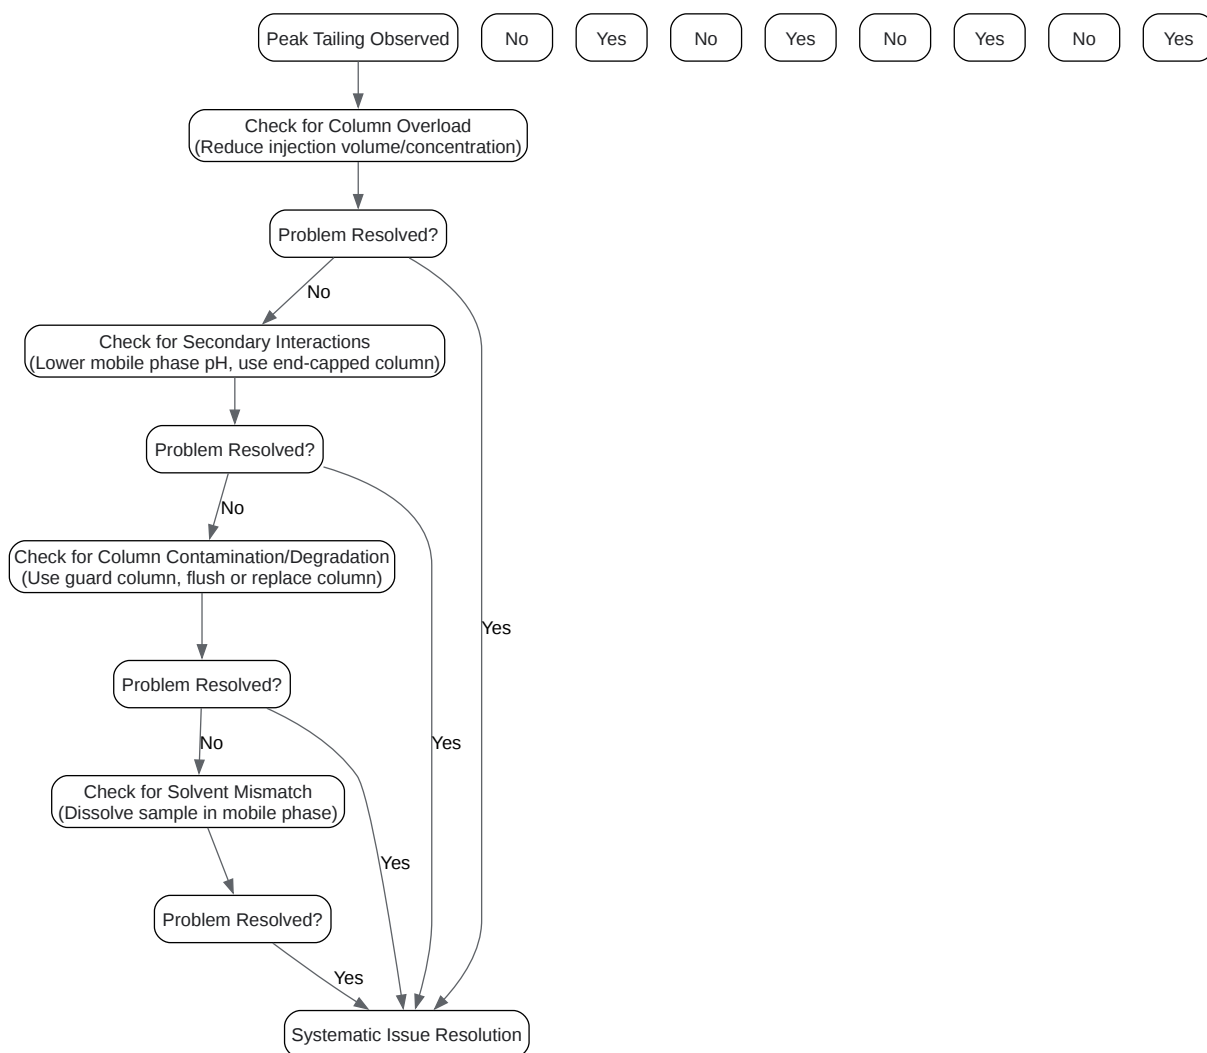 Peak Tailing Observed
No
Yes
No
Yes
No
Yes
No
Yes
Check for Column Overload
(Reduce injection volume/concentration)
Problem Resolved?
No
Check for Secondary Interactions
(Lower mobile phase pH, use end-capped column)
Problem Resolved?
No
Check for Column Contamination/Degradation
(Use guard column, flush or replace column)
Yes
Problem Resolved?
No
Yes
Check for Solvent Mismatch
(Dissolve sample in mobile phase)
Yes
Problem Resolved?
Yes
Systematic Issue Resolution